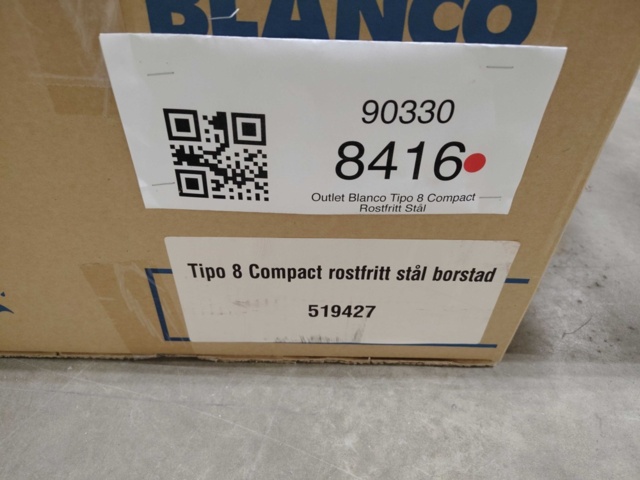 BLANCO
90330
8416
Outlet Blanco Tipo 8 Compact
Rostfritt Stål
Tipo 8 Compact rostfritt stål borstad
519427